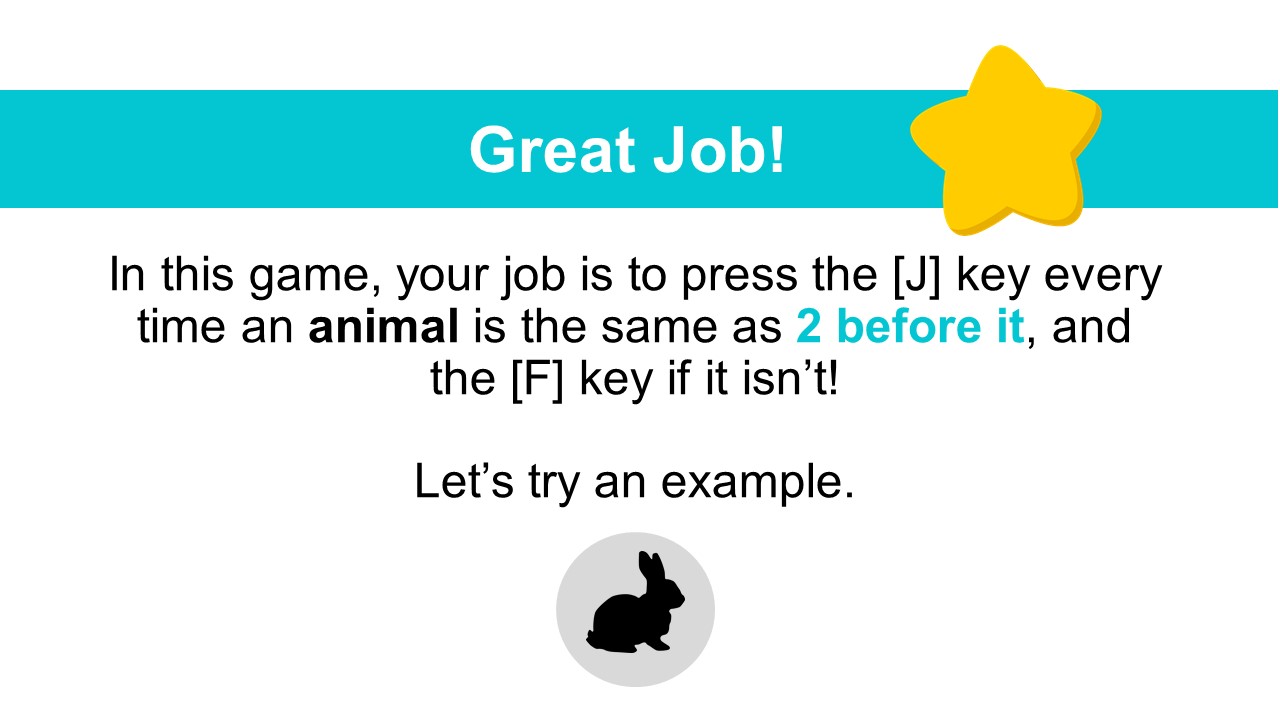 Great Job!
In this game, your job is to press the [J] key every
time an animal is the same as 2 before it, and
the [F] key if it isn’t!
Let’s try an example.